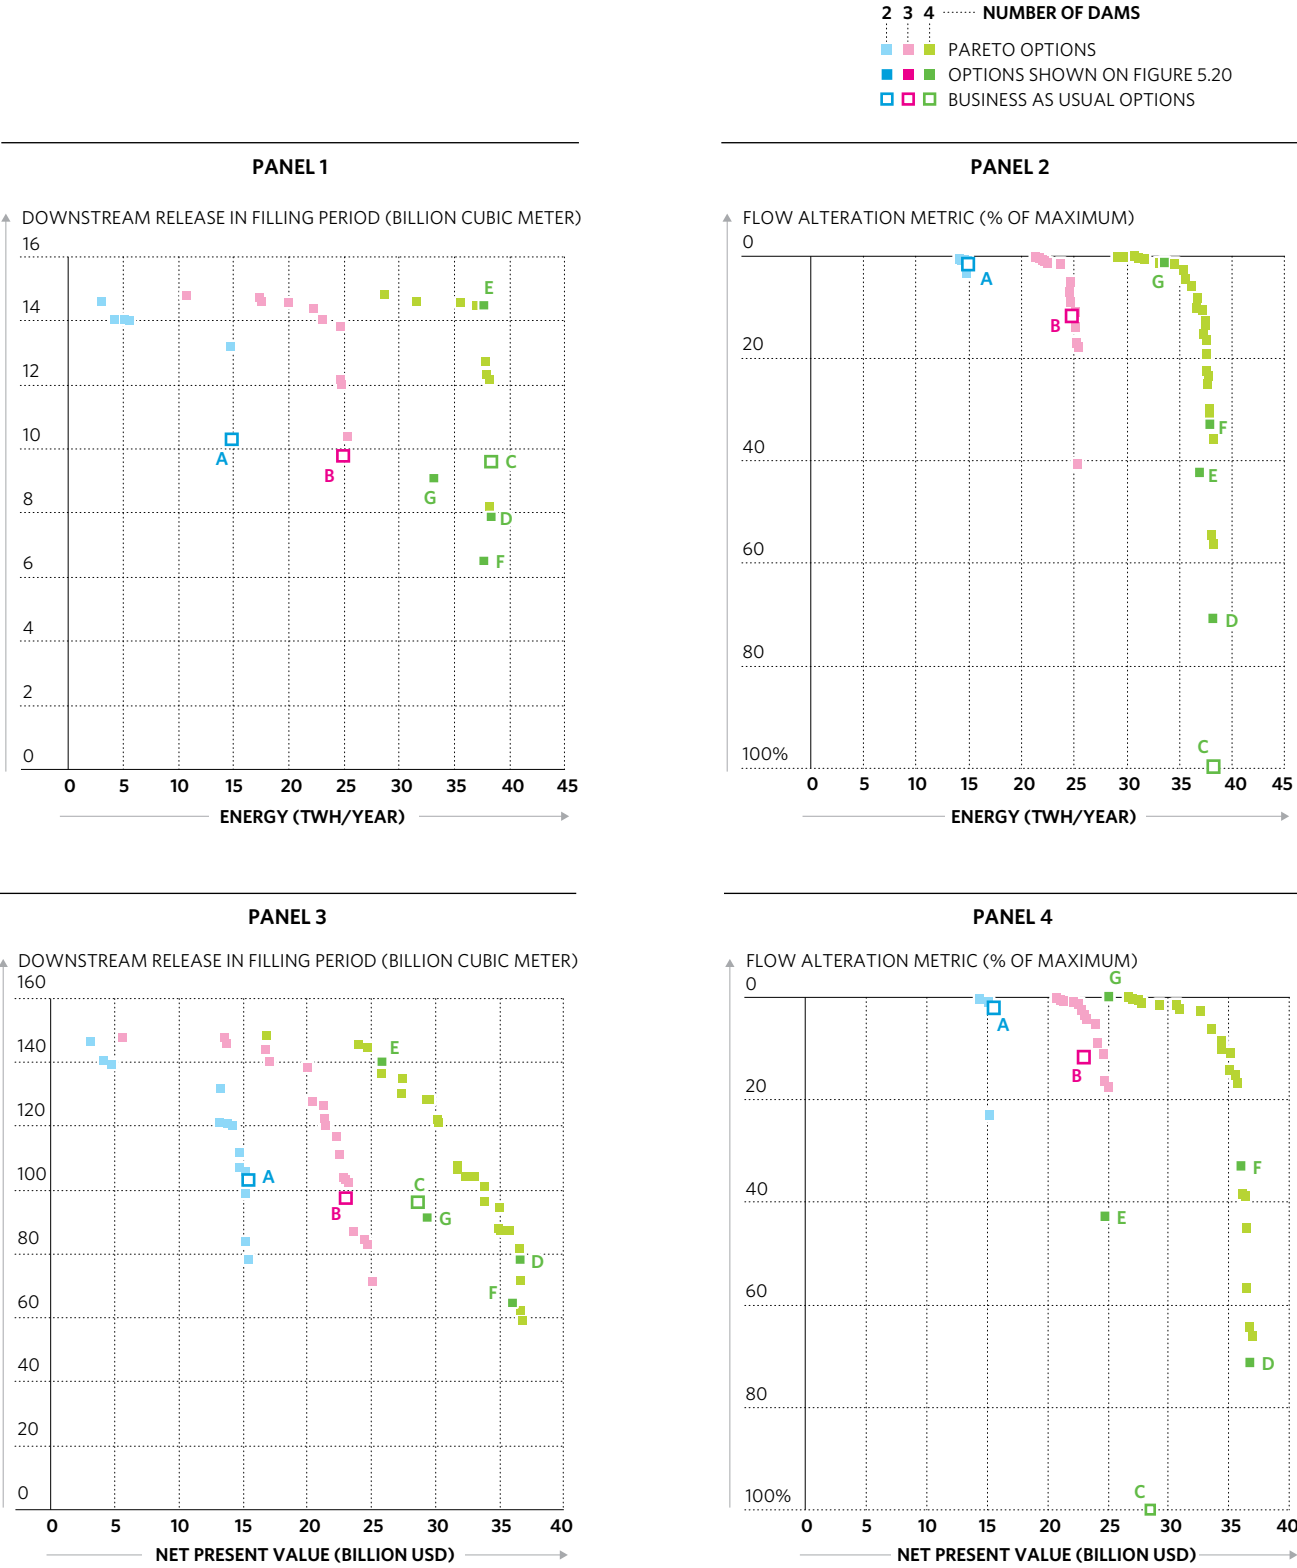 2 3 4 ........ NUMBER OF DAMS
PARETO OPTIONS
OPTIONS SHOWN ON FIGURE 5.20
BUSINESS AS USUAL OPTIONS
PANEL 1
DOWNSTREAM RELEASE IN FILLING PERIOD (BILLION CUBIC METER)
16
14
12
10
8
6
4
2
0
E
A
B
C
G
D
F
0 5 10 15 20 25 30 35 40 45
ENERGY (TWH/YEAR)
PANEL 2
FLOW ALTERATION METRIC (% OF MAXIMUM)
0
20
40
60
80
100%
A
G
B
F
E
D
C
0 5 10 15 20 25 30 35 40 45
ENERGY (TWH/YEAR)
PANEL 3
DOWNSTREAM RELEASE IN FILLING PERIOD (BILLION CUBIC METER)
160
140
120
100
80
60
40
20
0
E
A
C
B
G
D
F
0 5 10 15 20 25 30 35 40
NET PRESENT VALUE (BILLION USD)
PANEL 4
FLOW ALTERATION METRIC (% OF MAXIMUM)
0
20
40
60
80
100%
G
A
B
F
E
D
C
0 5 10 15 20 25 30 35 40
NET PRESENT VALUE (BILLION USD)